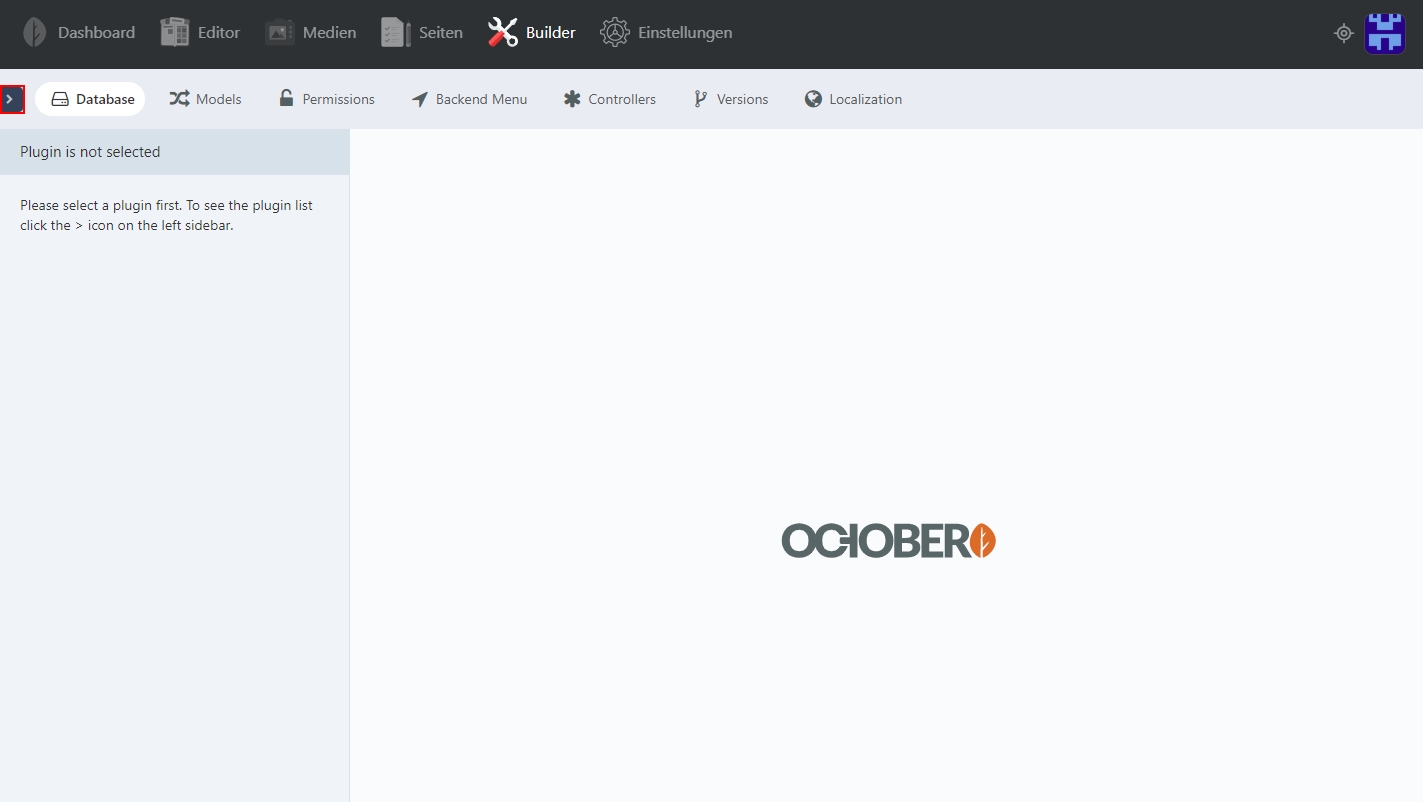 Dashboard
Editor
Medien
Seiten
Builder
Einstellungen
Database
Models
Permissions
Backend Menu
Controllers
Versions
Localization
Plugin is not selected
Please select a plugin first. To see the plugin list
click the > icon on the left sidebar.
OCTOBER